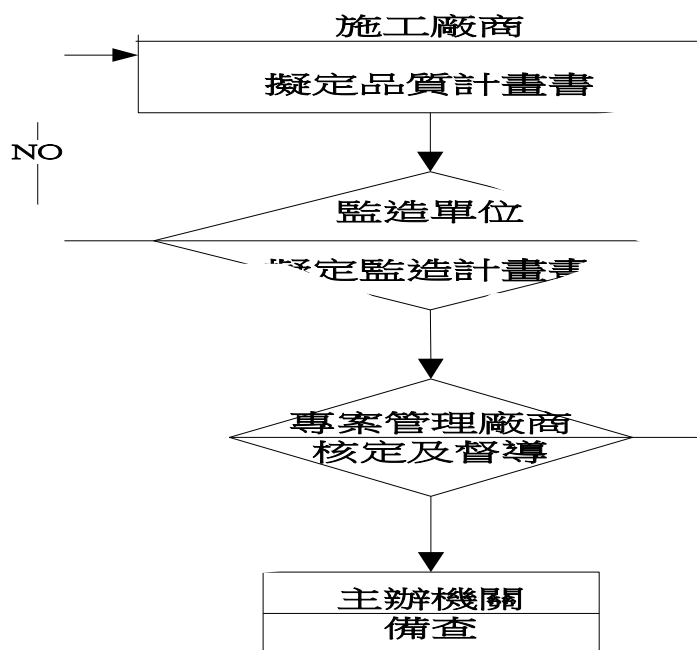 施工廠商
擬定品質計畫書
NO
監造單位
擬定監造計畫書
專案管理廠商
核定及督導
主辦機關
備查